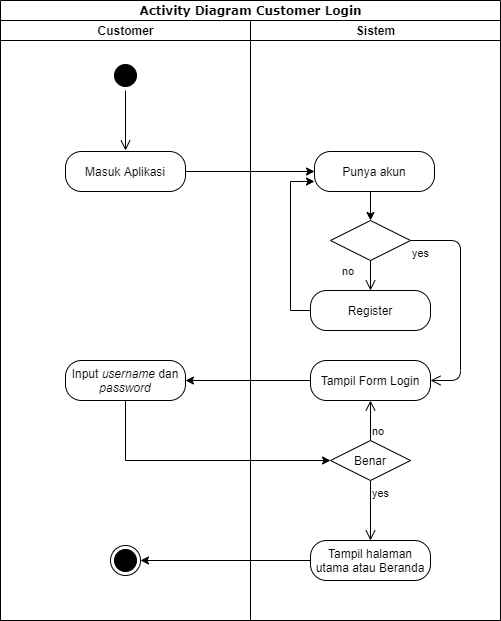 Activity Diagram Customer Login
Customer
Sistem
Masuk Aplikasi
Punya akun
yes
no
Register
Input username dan
password
Tampil Form Login
no
Benar
yes
Tampil halaman
utama atau Beranda